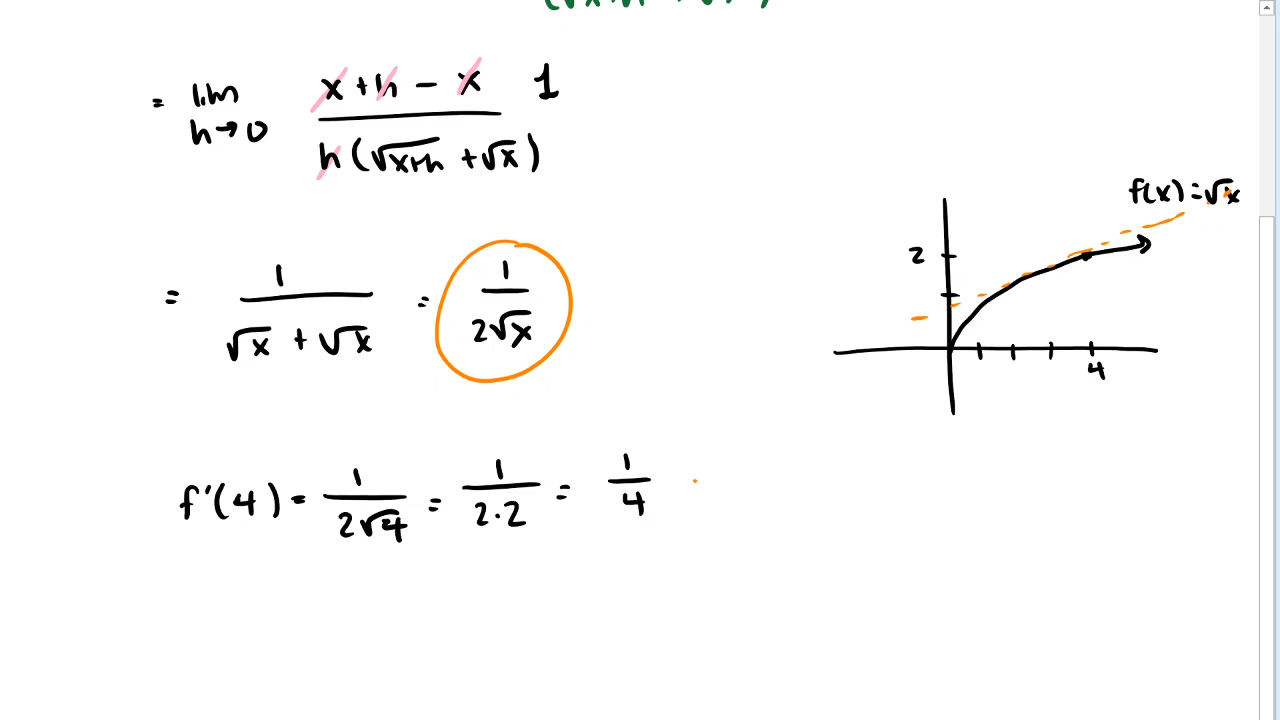 = lim h→0 (x + h - x) / (h(√x+h + √x)) 1
f(x) = √x
2
= 1 / (√x + √x) = 1 / (2√x)
4
f'(4) = 1 / (2√4) = 1 / (2·2) = 1 / 4